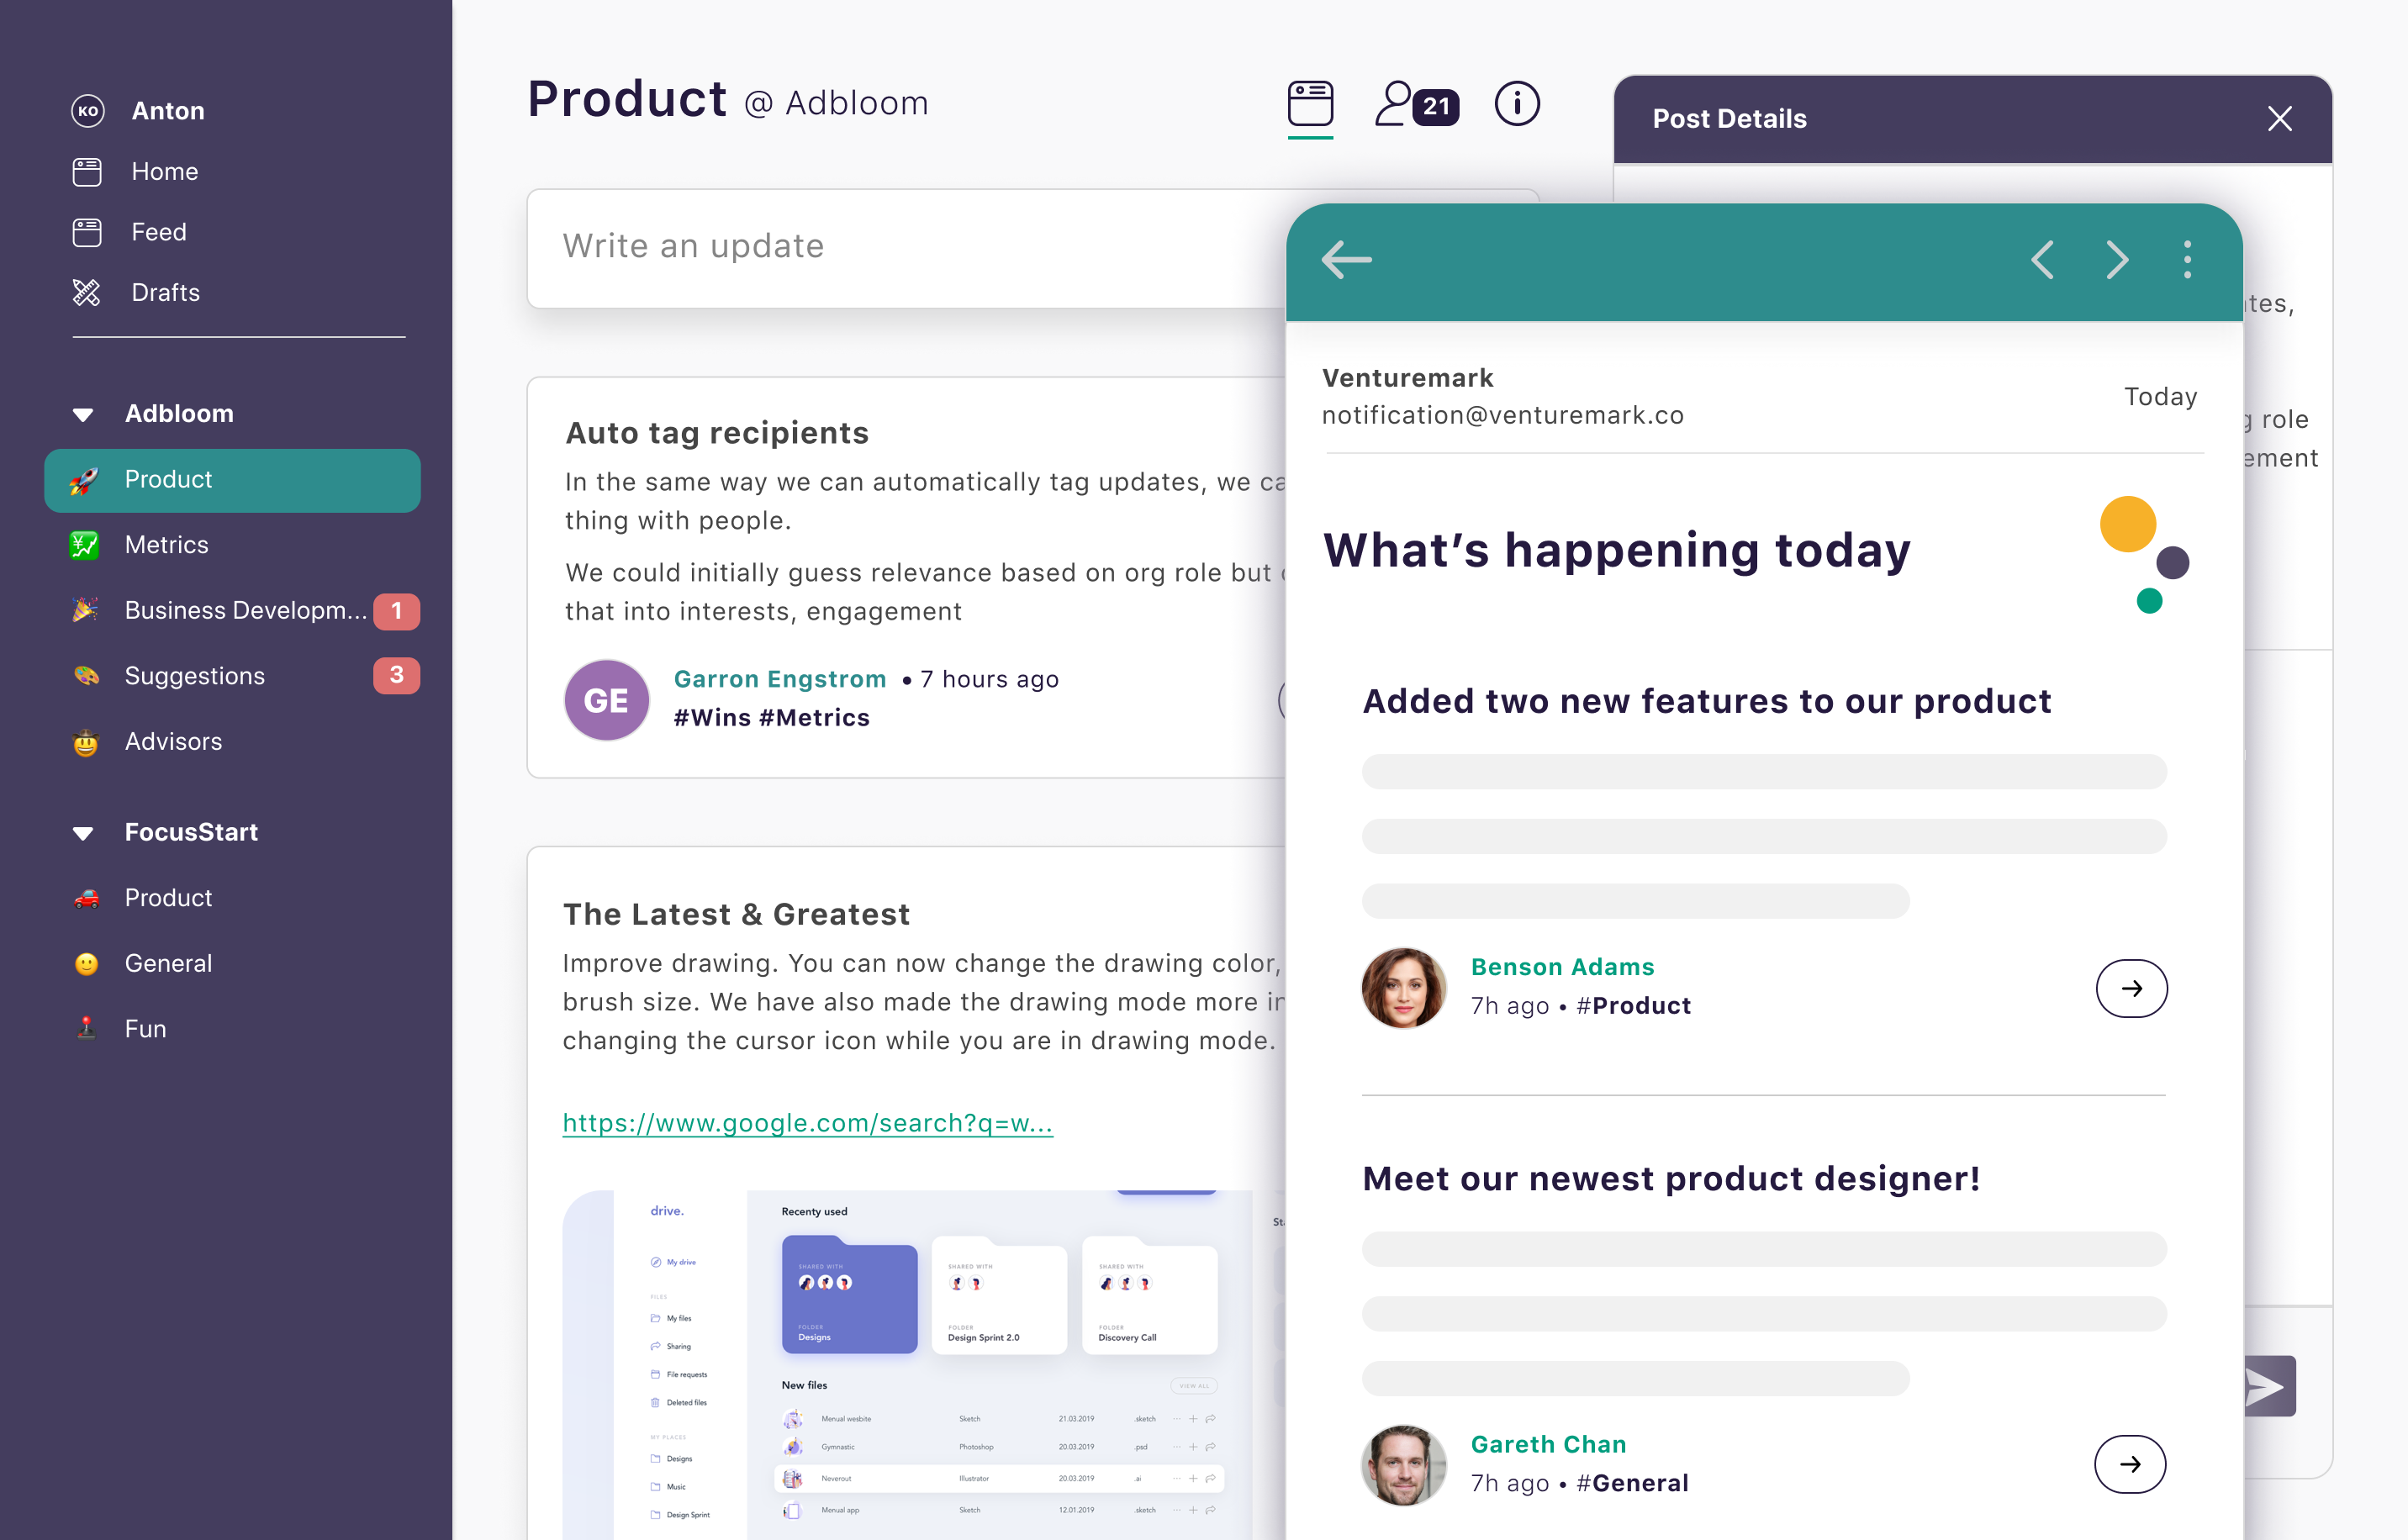 KO Anton
Home
Feed
Drafts
Adbloom
Product
Metrics
Business Developm... 1
Suggestions 3
Advisors
FocusStart
Product
General
Fun
Product @ Adbloom
21
Write an update
Auto tag recipients
In the same way we can automatically tag updates, we ca
thing with people.
We could initially guess relevance based on org role but
that into interests, engagement
GE
Garron Engstrom • 7 hours ago
#Wins #Metrics
The Latest & Greatest
Improve drawing. You can now change the drawing color,
brush size. We have also made the drawing mode more in
changing the cursor icon while you are in drawing mode.
https://www.google.com/search?q=w...
drive.
My drive
FILES
My files
Sharing
File requests
Deleted files
MY PLACES
Designs
Music
Design Sprint
Recenty used
SHARED WITH
FOLDER
Designs
SHARED WITH
FOLDER
Design Sprint 2.0
SHARED WITH
FOLDER
Discovery Call
New files
VIEW ALL
Menual wesbite Sketch 21.03.2019 .sketch
Gymnastic Photoshop 20.03.2019 .psd
Neverout Illustrator 20.03.2019 .ai
Menual app Sketch 12.01.2019 .sketch
Post Details
tes,
role
ement
Venturemark
notification@venturemark.co
Today
What's happening today
Added two new features to our product
Benson Adams
7h ago • #Product
Meet our newest product designer!
Gareth Chan
7h ago • #General